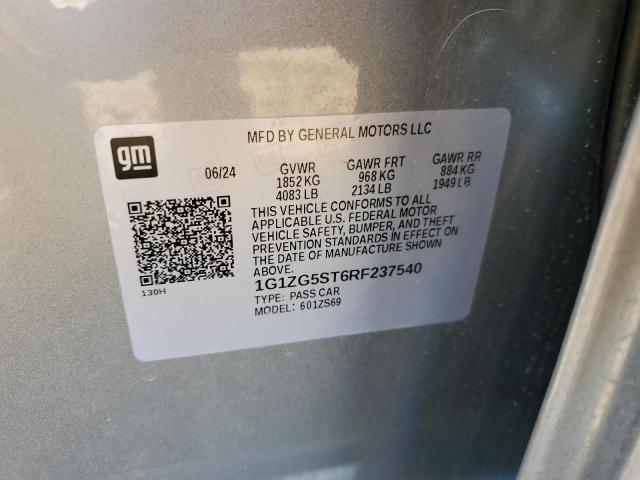 gm
MFD BY GENERAL MOTORS LLC
06/24 GVWR GAWR FRT GAWR RR
1852 KG 968 KG 884 KG
4083 LB 2134 LB 1949 LB
THIS VEHICLE CONFORMS TO ALL
APPLICABLE U.S. FEDERAL MOTOR
VEHICLE SAFETY, BUMPER, AND THEFT
PREVENTION STANDARDS IN EFFECT ON
THE DATE OF MANUFACTURE SHOWN
ABOVE.
1G1ZG5ST6RF237540
TYPE: PASS CAR
MODEL: 601ZS69
130H